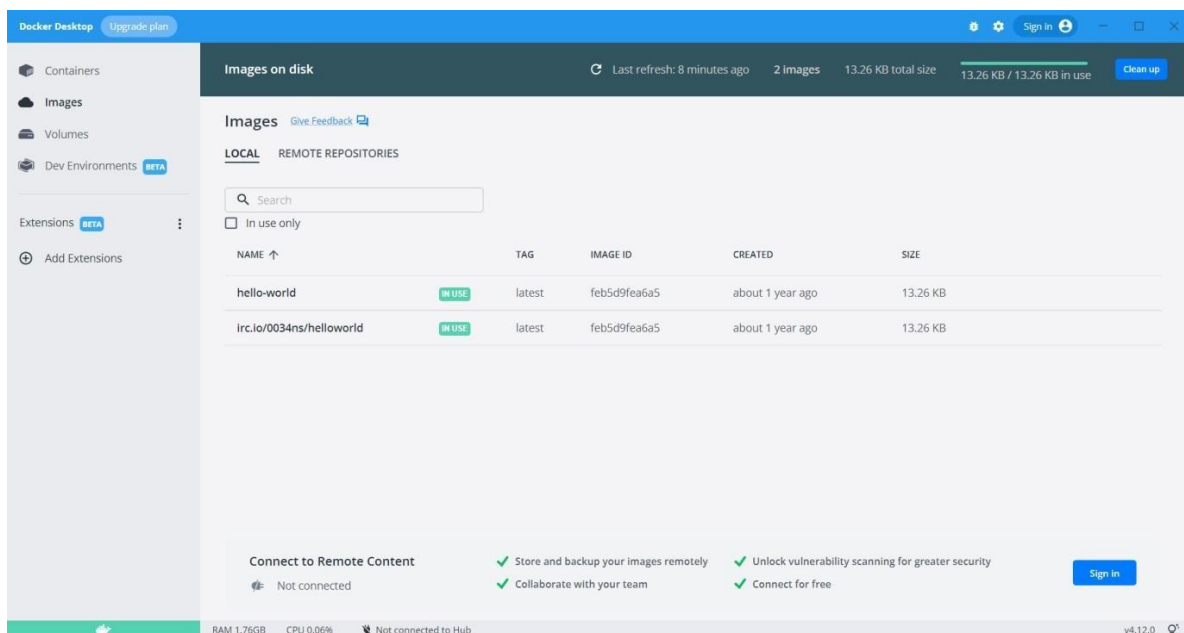 Docker Desktop Upgrade plan Sign in
Containers
Images
Volumes
Dev Environments BETA
Extensions BETA
Add Extensions
Images on disk Last refresh: 8 minutes ago 2 images 13.26 KB total size 13.26 KB / 13.26 KB in use Clean up
Images Give Feedback
LOCAL REMOTE REPOSITORIES
Search
In use only
NAME TAG IMAGE ID CREATED SIZE
hello-world IN USE latest feb5d9fea6a5 about 1 year ago 13.26 KB
irc.io/0034ns/helloworld IN USE latest feb5d9fea6a5 about 1 year ago 13.26 KB
Connect to Remote Content
Not connected
Store and backup your images remotely
Collaborate with your team
Unlock vulnerability scanning for greater security
Connect for free
Sign in
RAM 1.76GB CPU 0.06% Not connected to Hub v4.12.0